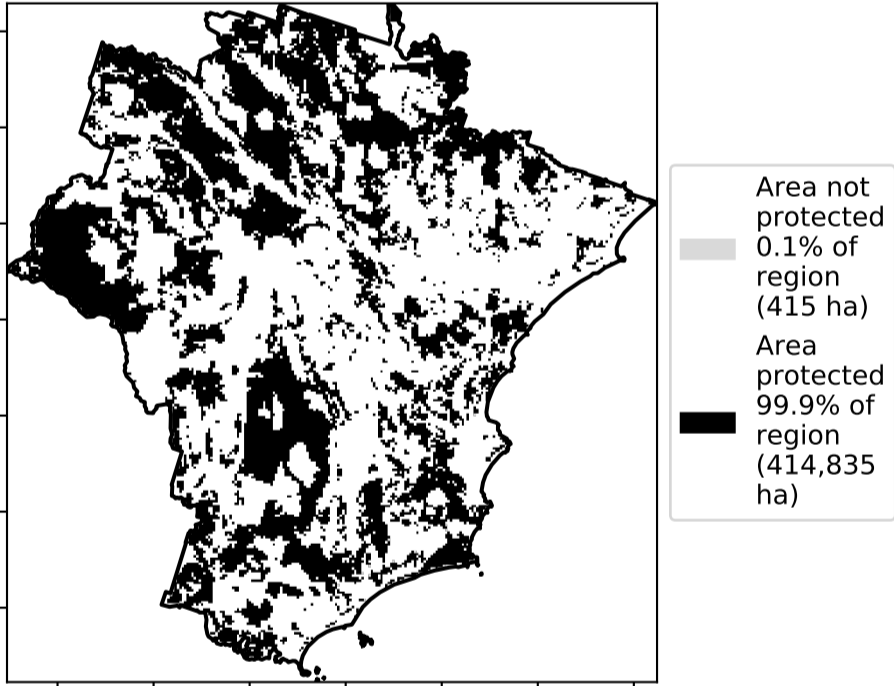 Area not
protected
0.1% of
region
(415 ha)
Area
protected
99.9% of
region
(414,835
ha)